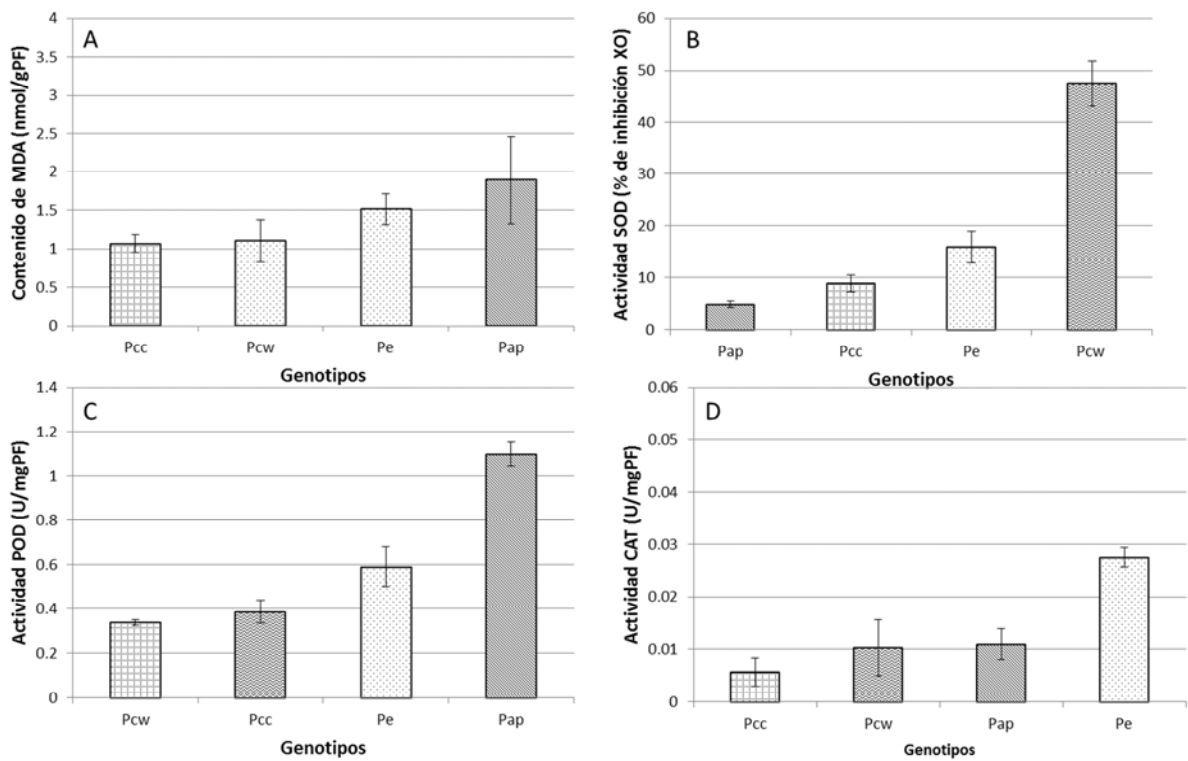 A
Contenido de MDA (nmol/gPF)
4
3.5
3
2.5
2
1.5
1
0.5
0
Pcc Pcw Pe Pap
Genotipos
B
Actividad SOD (% de inhibición XO)
60
50
40
30
20
10
0
Pap Pcc Pe Pcw
Genotipos
C
Actividad POD (U/mgPF)
1.4
1.2
1
0.8
0.6
0.4
0.2
0
Pcw Pcc Pe Pap
Genotipos
D
Actividad CAT (U/mgPF)
0.06
0.05
0.04
0.03
0.02
0.01
0
Pcc Pcw Pap Pe
Genotipos